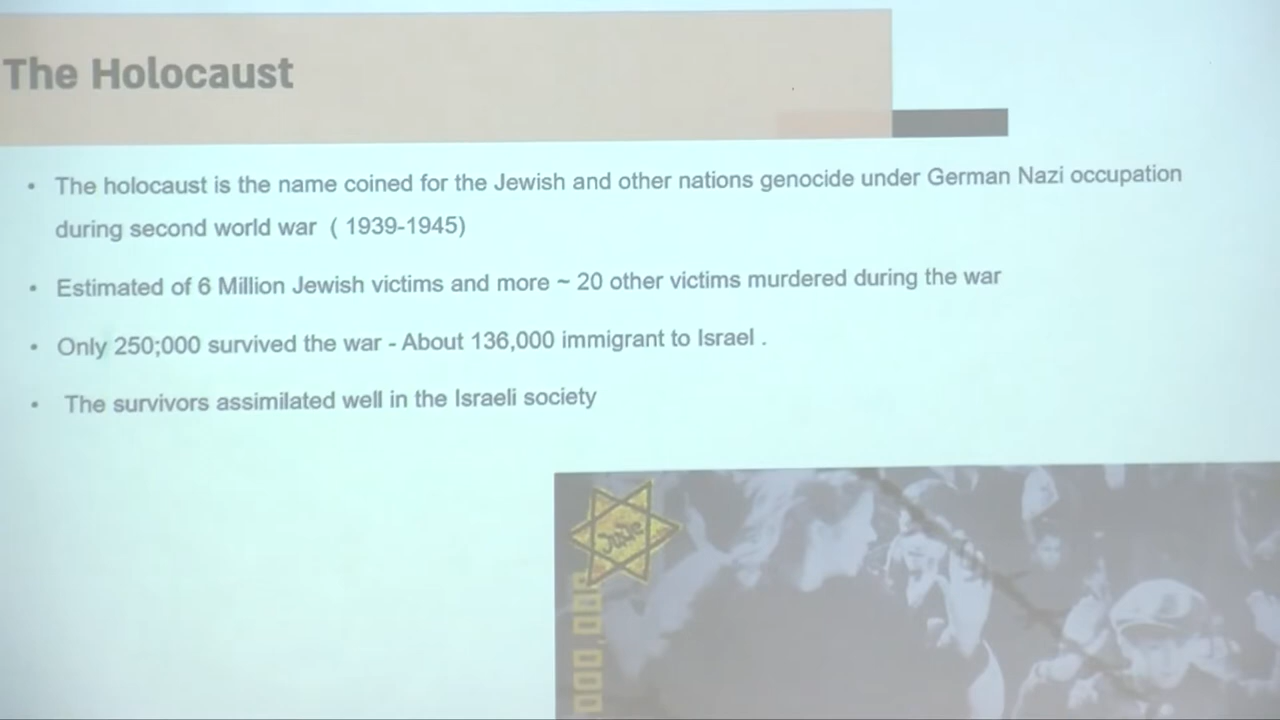 The Holocaust
• The holocaust is the name coined for the Jewish and other nations genocide under German Nazi occupation
during second world war ( 1939-1945)
• Estimated of 6 Million Jewish victims and more ~ 20 other victims murdered during the war
• Only 250;000 survived the war - About 136,000 immigrant to Israel .
• The survivors assimilated well in the Israeli society
Jude
000,000